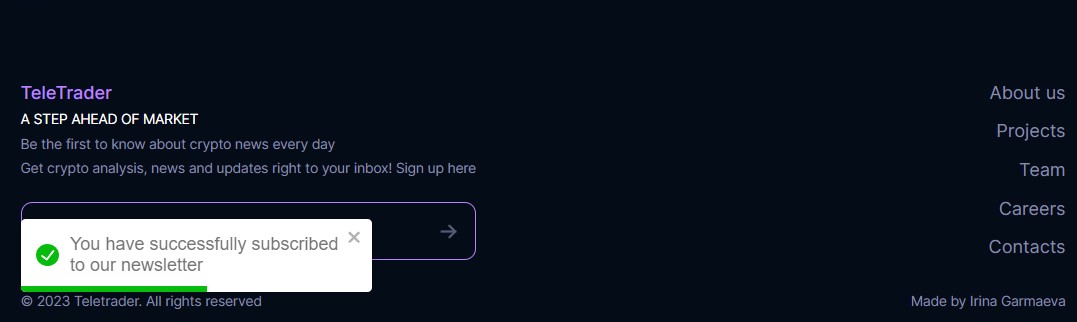 TeleTrader
A STEP AHEAD OF MARKET
Be the first to know about crypto news every day
Get crypto analysis, news and updates right to your inbox! Sign up here
You have successfully subscribed
to our newsletter
© 2023 Teletrader. All rights reserved
About us
Projects
Team
Careers
Contacts
Made by Irina Garmaeva